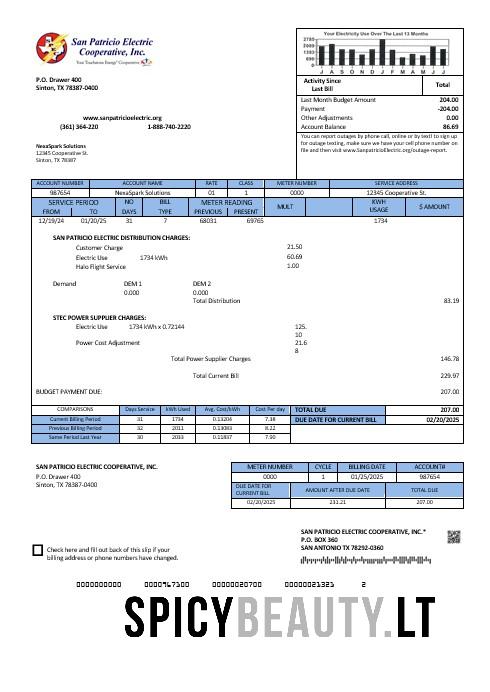 San Patricio Electric
Cooperative, Inc.
Your Touchstone Energy® Cooperative
P.O. Drawer 400
Sinton, TX 78387-0400
www.sanpatricioelectric.org
(361) 364-220 1-888-740-2220
NexaSpark Solutions
12345 Cooperative St.
Sinton, TX 78387
Your Electricity Use Over The Last 13 Months
2750
J A S O N D J F M A M J J
Activity Since
Last Bill
Total
Last Month Budget Amount 204.00
Payment -204.00
Other Adjustments 0.00
Account Balance 86.69
You can report outages by phone call, online or by text! to sign up
for outage texting, make sure we have your cell phone number on
file and then visit www.SanpatricioElectric.org/outage-report.
ACCOUNT NUMBER ACCOUNT NAME RATE CLASS METER NUMBER SERVICE ADDRESS
987654 NexaSpark Solutions 01 1 0000 12345 Cooperative St.
SERVICE PERIOD NO BILL METER READING MULT KWH $ AMOUNT
FROM TO DAYS TYPE PREVIOUS PRESENT USAGE
12/19/24 01/20/25 31 7 68031 69765 1734
SAN PATRICIO ELECTRIC DISTRIBUTION CHARGES:
Customer Charge 21.50
Electric Use 1734 kWh 60.69
Halo Flight Service 1.00
Demand DEM 1 DEM 2
0.000 0.000
Total Distribution 83.19
STEC POWER SUPPLIER CHARGES:
Electric Use 1734 kWh x 0.72144 125.
10
Power Cost Adjustment 21.6
8
Total Power Supplier Charges 146.78
Total Current Bill 229.97
BUDGET PAYMENT DUE: 207.00
COMPARISONS Days Service kWh Used Avg. Cost/kWh Cost Per day
Current Billing Period 31 1734 0.13204 7.38
Previous Billing Period 32 2011 0.13083 8.22
Same Period Last Year 30 2033 0.11837 7.90
TOTAL DUE 207.00
DUE DATE FOR CURRENT BILL 02/20/2025
SAN PATRICIO ELECTRIC COOPERATIVE, INC.
P.O. Drawer 400
Sinton, TX 78387-0400
METER NUMBER CYCLE BILLING DATE ACCOUNT#
0000 1 01/25/2025 987654
DUE DATE FOR
CURRENT BILL
AMOUNT AFTER DUE DATE TOTAL DUE
02/20/2025 231.21 207.00
SAN PATRICIO ELECTRIC COOPERATIVE, INC.*
P.O. BOX 360
SAN ANTONIO TX 78292-0360
Check here and fill out back of this slip if your
billing address or phone numbers have changed.
0000000000 0000967100 00000020700 00000021321 2
SPICYBEAUTY.LT